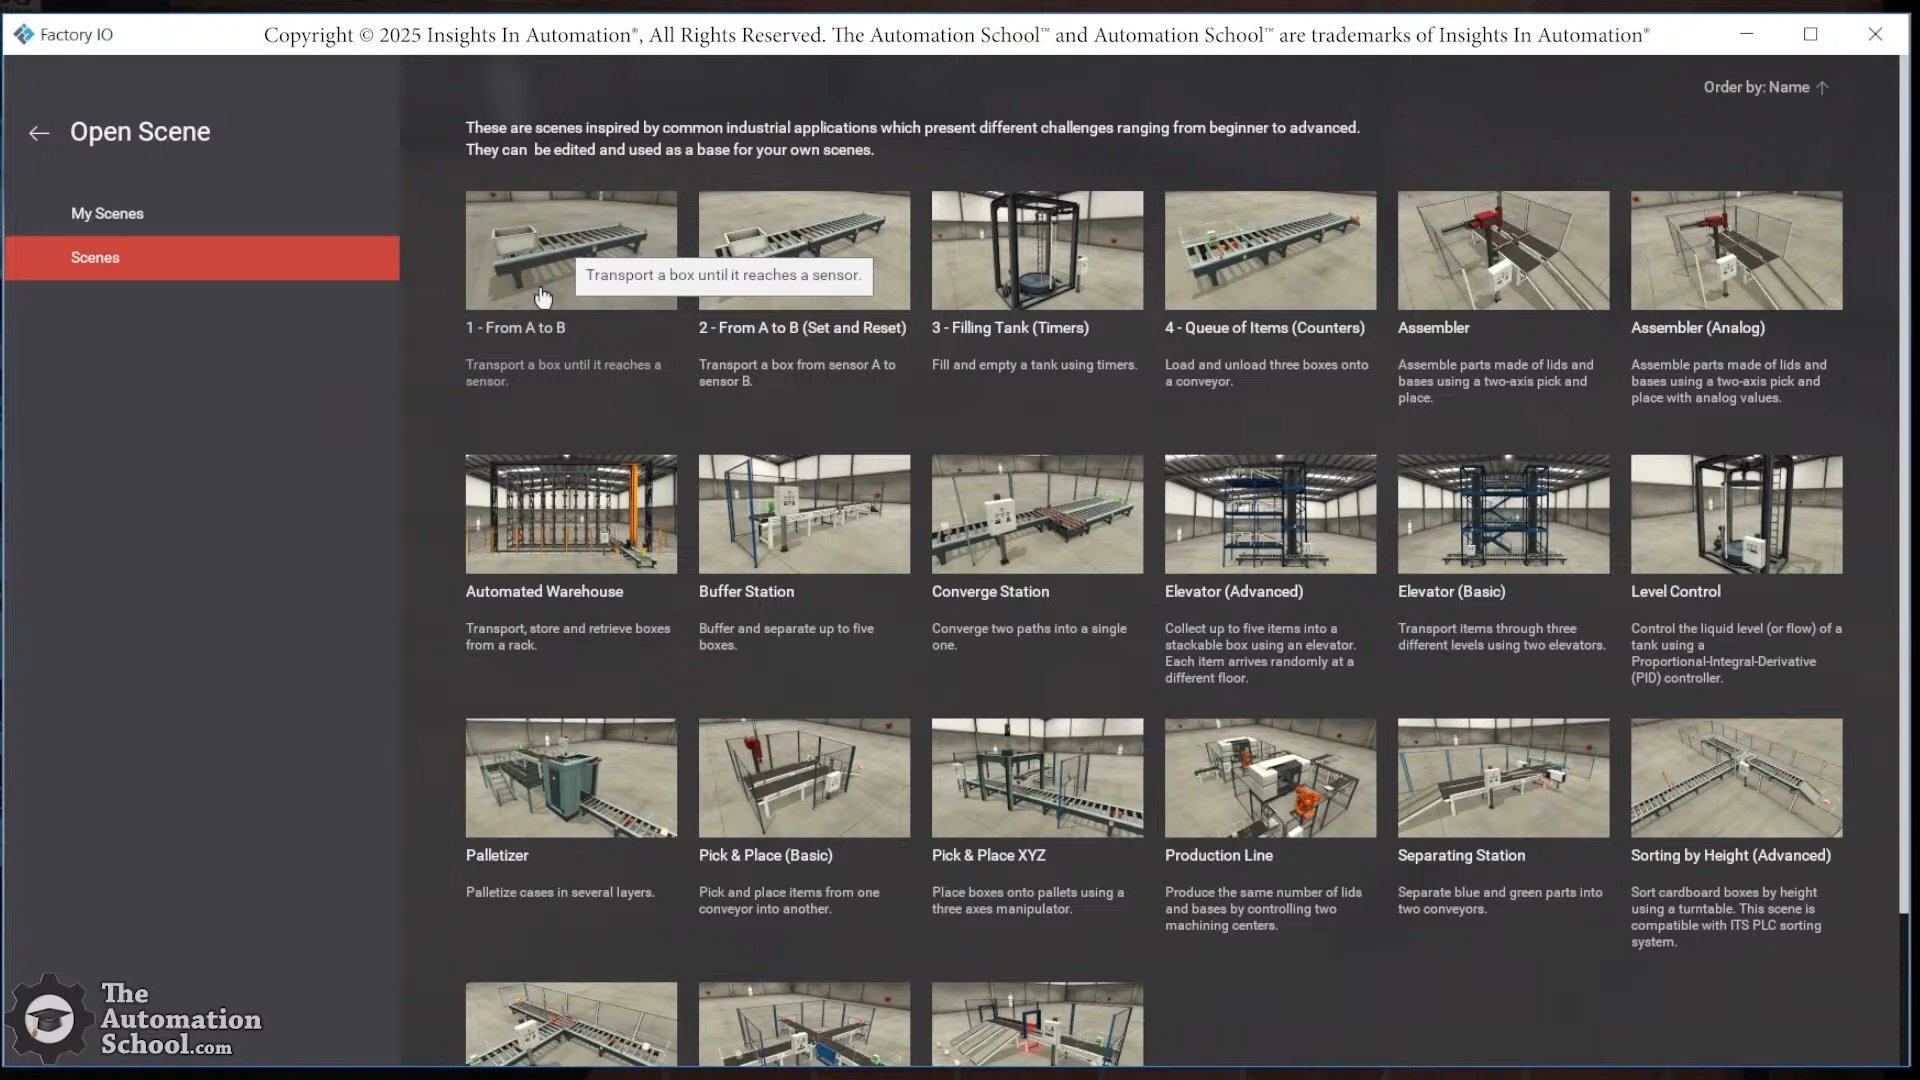 Factory IO
Copyright © 2025 Insights In Automation®, All Rights Reserved. The Automation School™ and Automation School™ are trademarks of Insights In Automation®
Order by: Name
Open Scene
My Scenes
Scenes
These are scenes inspired by common industrial applications which present different challenges ranging from beginner to advanced.
They can be edited and used as a base for your own scenes.
Transport a box until it reaches a sensor.
1 - From A to B
Transport a box until it reaches a
sensor.
2 - From A to B (Set and Reset)
Transport a box from sensor A to
sensor B.
3 - Filling Tank (Timers)
Fill and empty a tank using timers.
4 - Queue of Items (Counters)
Load and unload three boxes onto
a conveyor.
Assembler
Assemble parts made of lids and
bases using a two-axis pick and
place.
Assembler (Analog)
Assemble parts made of lids and
bases using a two-axis pick and
place with analog values.
Automated Warehouse
Transport, store and retrieve boxes
from a rack.
Buffer Station
Buffer and separate up to five
boxes.
Converge Station
Converge two paths into a single
one.
Elevator (Advanced)
Collect up to five items into a
stackable box using an elevator.
Each item arrives randomly at a
different floor.
Elevator (Basic)
Transport items through three
different levels using two elevators.
Level Control
Control the liquid level (or flow) of a
tank using a
Proportional-Integral-Derivative
(PID) controller.
Palletizer
Palletize cases in several layers.
Pick & Place (Basic)
Pick and place items from one
conveyor into another.
Pick & Place XYZ
Place boxes onto pallets using a
three axes manipulator.
Production Line
Produce the same number of lids
and bases by controlling two
machining centers.
Separating Station
Separate blue and green parts into
two conveyors.
Sorting by Height (Advanced)
Sort cardboard boxes by height
using a turntable. This scene is
compatible with ITS PLC sorting
system.
The
Automation
School.com